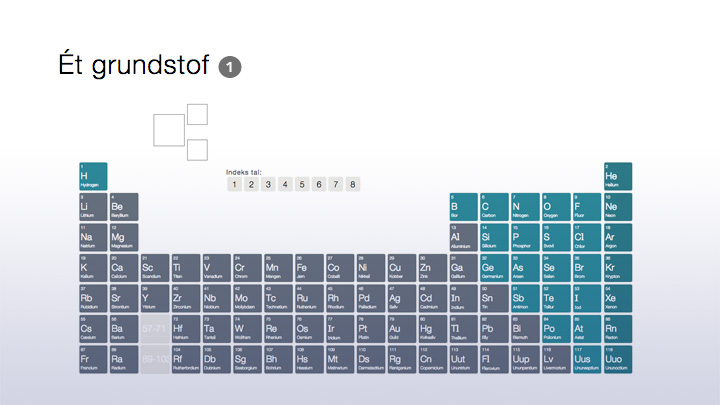 Ét grundstof 1
Indeks tal:
1 2 3 4 5 6 7 8
1 2
H He
Hydrogen Helium
3 4 5 6 7 8 9 10
Li Be B C N O F Ne
Lithium Beryllium Bor Carbon Nitrogen Oxygen Fluor Neon
11 12 13 14 15 16 17 18
Na Mg Al Si P S Cl Ar
Natrium Magnesium Aluminium Silicium Phosphor Svovl Chlor Argon
19 20 21 22 23 24 25 26 27 28 29 30 31 32 33 34 35 36
K Ca Sc Ti V Cr Mn Fe Co Ni Cu Zn Ga Ge As Se Br Kr
Kalium Calcium Scandium Titan Vanadium Chrom Mangan Jern Cobalt Nikkel Kobber Zink Gallium Germanium Arsen Selen Brom Krypton
37 38 39 40 41 42 43 44 45 46 47 48 49 50 51 52 53 54
Rb Sr Y Zr Nb Mo Tc Ru Rh Pd Ag Cd In Sn Sb Te I Xe
Rubidium Strontium Yttrium Zirconium Niobium Molybdæn Technetium Ruthenium Rhodium Palladium Sølv Cadmium Indium Tin Antimon Tellur Iod Xenon
55 56 72 73 74 75 76 77 78 79 80 81 82 83 84 85 86
Cs Ba 57-71 Hf Ta W Re Os Ir Pt Au Hg Tl Pb Bi Po At Rn
Cæsium Barium Hafnium Tantal Wolfram Rhenium Osmium Iridium Platin Guld Kviksølv Thallium Bly Bismuth Polonium Astat Radon
87 88 104 105 106 107 108 109 110 111 112 113 114 115 116 117 118
Fr Ra 89-103 Rf Db Sg Bh Hs Mt Ds Rg Cn Uut Fl Uup Lv Uus Uuo
Francium Radium Rutherfordium Dubnium Seaborgium Bohrium Hassium Meitnerium Darmstadtium Røntgenium Copernicium Ununtrium Flerovium Ununpentium Livermorium Ununseptium Ununoctium